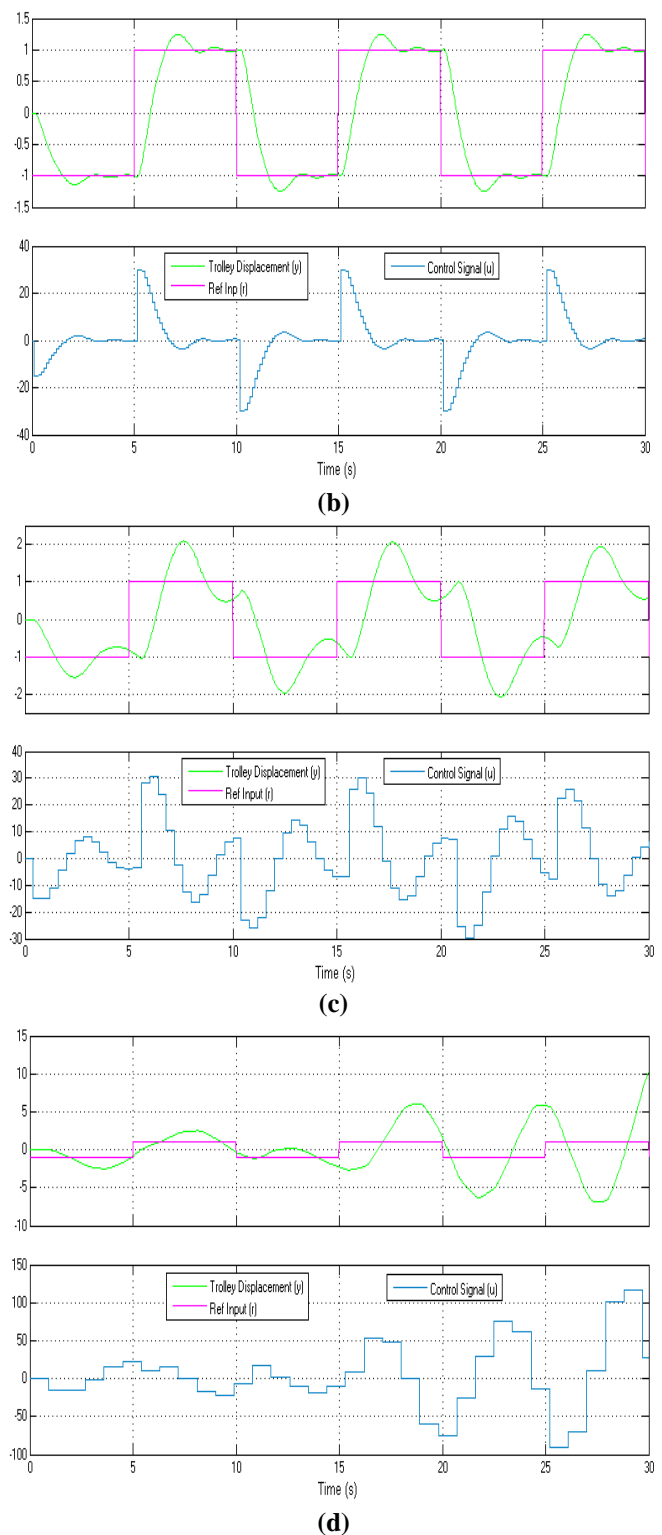 1.5
1
0.5
0
0.5
1
1.5
40
20
0
-20
-40
Trolley Displacement (y)
Ref Inp (r)
Control Signal (u)
0 5 10 15 20 25 30
Time (s)
(b)
2
1
0
-1
-2
40
30
20
10
0
-10
-20
-30
Trolley Displacement (y)
Ref Input (r)
Control Signal (u)
0 5 10 15 20 25 30
Time (s)
(c)
15
10
5
0
-5
-10
150
100
50
0
-50
-100
Trolley Displacement (y)
Ref Input (r)
Control Signal (u)
0 5 10 15 20 25 30
Time (s)
(d)